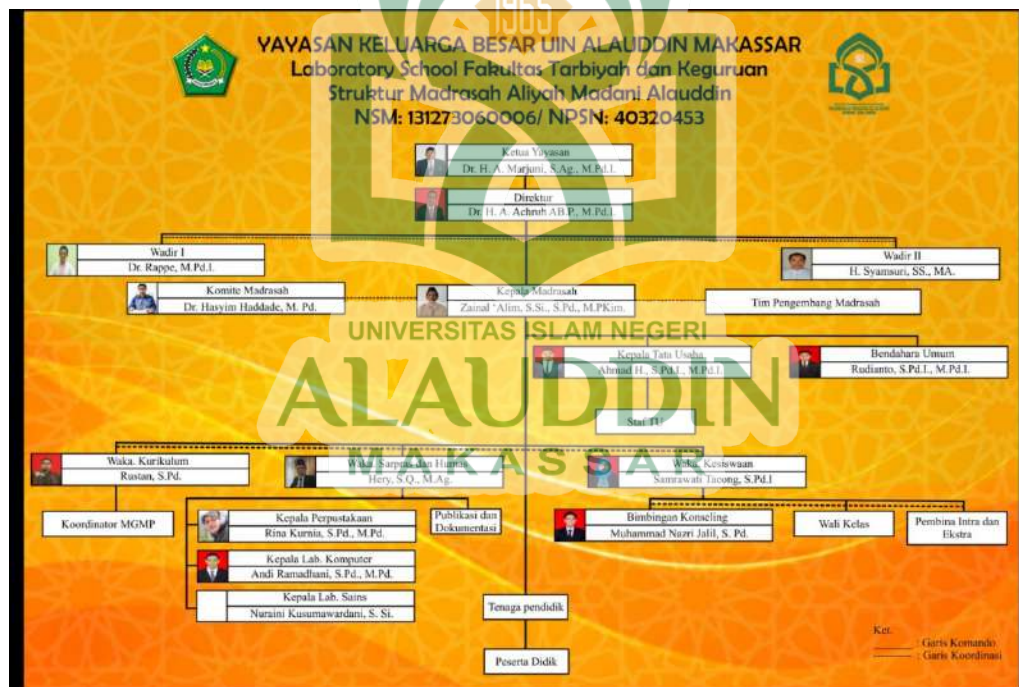 1965
YAYASAN KELUARGA BESAR UIN ALAUDDIN MAKASSAR
Laboratory School Fakultas Tarbiyah dan Keguruan
Struktur Madrasah Aliyah Madani Alauddin
NSM: 131273060006/ NPSN: 40320453
Ketua Yayasan
Dr. H. A. Marjuni, S.Ag., M.Pd.I.
Direktur
Dr. H. A. Achruh AB.P., M.Pd.I.
Wadir I
Dr. Rappe, M.Pd.I.
Wadir II
H. Syamsuri, SS., MA.
Komite Madrasah
Dr. Hasyim Haddade, M. Pd.
Kepala Madrasah
Zainal ‘Alim, S.Si., S.Pd., M.PKim.
Tim Pengembang Madrasah
UNIVERSITAS ISLAM NEGERI
ALAUDDIN
MAKASSAR
Kepala Tata Usaha
Ahmad H., S.Pd.I., M.Pd.I.
Bendahara Umum
Rudianto, S.Pd.I., M.Pd.I.
Staf TU
Waka. Kurikulum
Rustan, S.Pd.
Waka. Sarpras dan Humas
Hery, S.Q., M.Ag.
Waka. Kesiswaan
Samrawati Tacong, S.Pd.I
Koordinator MGMP
Kepala Perpustakaan
Rina Kurnia, S.Pd., M.Pd.
Publikasi dan
Dokumentasi
Bimbingan Konseling
Muhammad Nazri Jalil, S. Pd.
Wali Kelas
Pembina Intra dan
Ekstra
Kepala Lab. Komputer
Andi Ramadhani, S.Pd., M.Pd.
Kepala Lab. Sains
Nuraini Kusumawardani, S. Si.
Tenaga pendidik
Peserta Didik
Ket.
: Garis Komando
: Garis Koordinasi